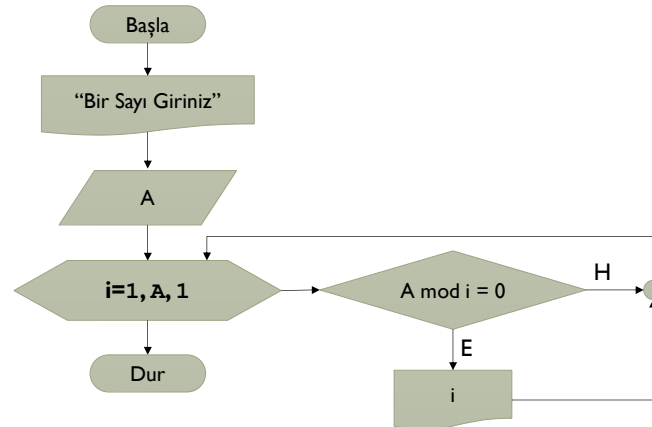 Başla
“Bir Sayı Giriniz”
A
i=1, A, 1
A mod i = 0
H
E
Dur
i